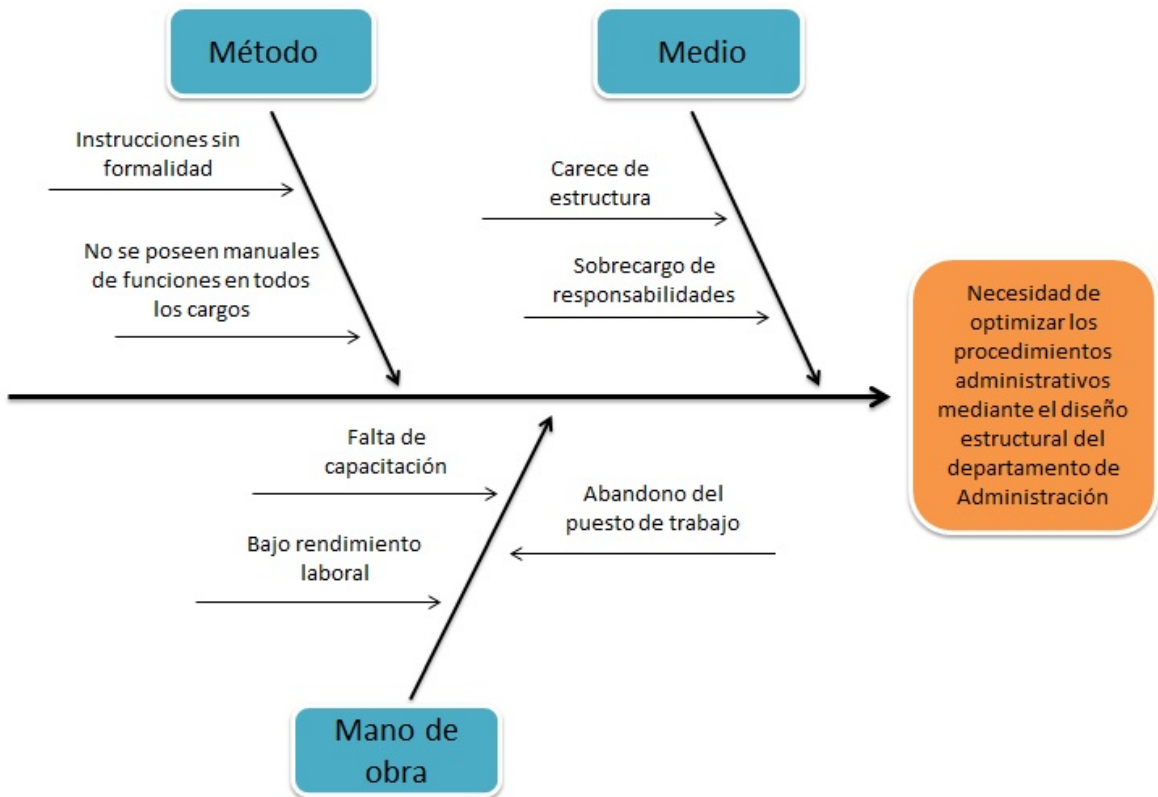 Método
Medio
Instrucciones sin
formalidad
No se poseen manuales
de funciones en todos
los cargos
Carece de
estructura
Sobrecargo de
responsabilidades
Necesidad de
optimizar los
procedimientos
administrativos
mediante el diseño
estructural del
departamento de
Administración
Falta de
capacitación
Abandono del
puesto de trabajo
Bajo rendimiento
laboral
Mano de
obra